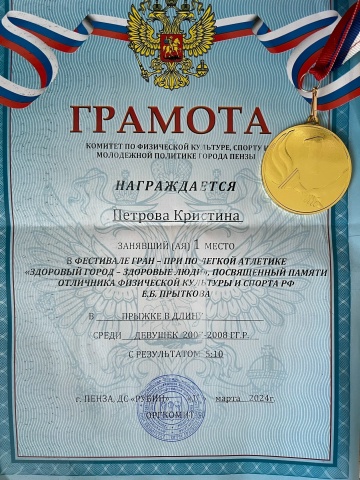 ГРАМОТА
КОМИТЕТ ПО ФИЗИЧЕСКОЙ КУЛЬТУРЕ, СПОРТУ И
МОЛОДЕЖНОЙ ПОЛИТИКЕ ГОРОДА ПЕНЗЫ
НАГРАЖДАЕТСЯ
Петрова Кристина
ЗАНЯВШИЙ (АЯ) 1 МЕСТО
В ФЕСТИВАЛЕ ГРАН – ПРИ ПО ЛЕГКОЙ АТЛЕТИКЕ
«ЗДОРОВЫЙ ГОРОД – ЗДОРОВЫЕ ЛЮДИ», ПОСВЯЩЕННЫЙ ПАМЯТИ
ОТЛИЧНИКА ФИЗИЧЕСКОЙ КУЛЬТУРЫ И СПОРТА РФ
Е.Б. ПРЫТКОВА
В ПРЫЖКЕ В ДЛИНУ
СРЕДИ ДЕВУШЕК 2007-2008 ГГ.Р.
С РЕЗУЛЬТАТОМ 5:10
г. ПЕНЗА, ДС «РУБИН» марта 2024г.
ОРГКОМИТЕТ